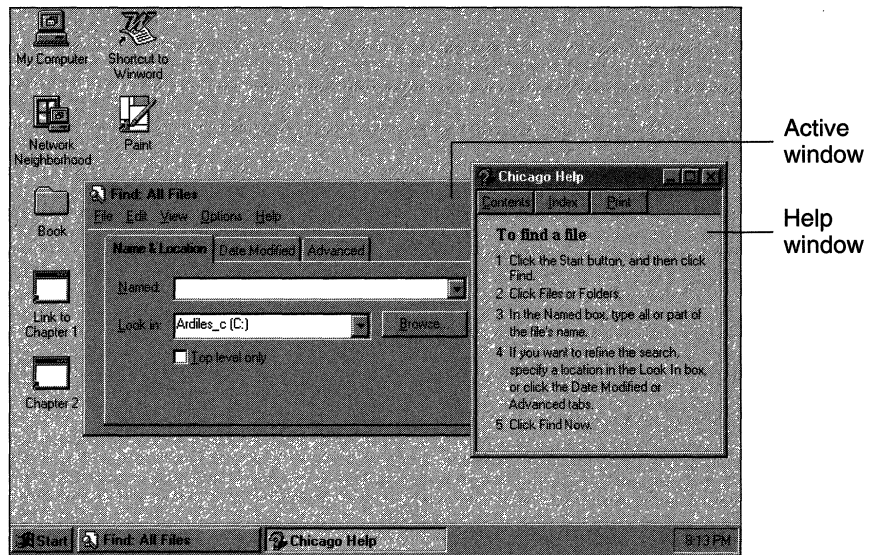 My Computer
Shortcut to
Winword
Network
Neighborhood
Paint
Book
Link to
Chapter 1
Chapter 2
Find: All Files
File Edit View Options Help
Name & Location Date Modified Advanced
Named:
Look in: Ardiles_c (C:) Browse...
Top level only
Chicago Help
Contents Index Print
To find a file
1 Click the Start button, and then click
Find.
2 Click Files or Folders.
3 In the Named box, type all or part of
the file's name.
4 If you want to refine the search,
specify a location in the Look In box,
or click the Date Modified or
Advanced tabs.
5 Click Find Now.
Active
window
Help
window
Start Find: All Files Chicago Help 8:13 PM